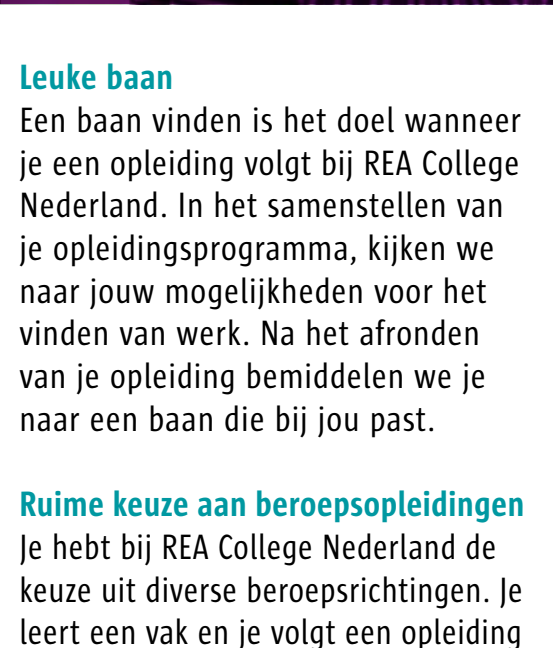 Leuke baan
Een baan vinden is het doel wanneer
je een opleiding volgt bij REA College
Nederland. In het samenstellen van
je opleidingsprogramma, kijken we
naar jouw mogelijkheden voor het
vinden van werk. Na het afronden
van je opleiding bemiddelen we je
naar een baan die bij jou past.
Ruime keuze aan beroepsopleidingen
Je hebt bij REA College Nederland de
keuze uit diverse beroepsrichtingen. Je
leert een vak en je volgt een opleiding